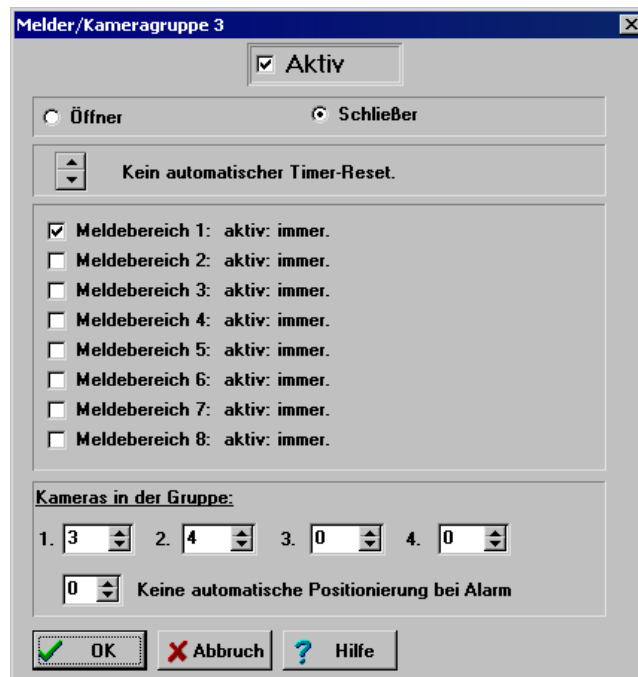 Melder/Kameragruppe 3
Aktiv
Öffner
Schließer
Kein automatischer Timer-Reset.
Meldebereich 1: aktiv: immer.
Meldebereich 2: aktiv: immer.
Meldebereich 3: aktiv: immer.
Meldebereich 4: aktiv: immer.
Meldebereich 5: aktiv: immer.
Meldebereich 6: aktiv: immer.
Meldebereich 7: aktiv: immer.
Meldebereich 8: aktiv: immer.
Kameras in der Gruppe:
1. 3 2. 4 3. 0 4. 0
0 Keine automatische Positionierung bei Alarm
OK Abbruch ? Hilfe